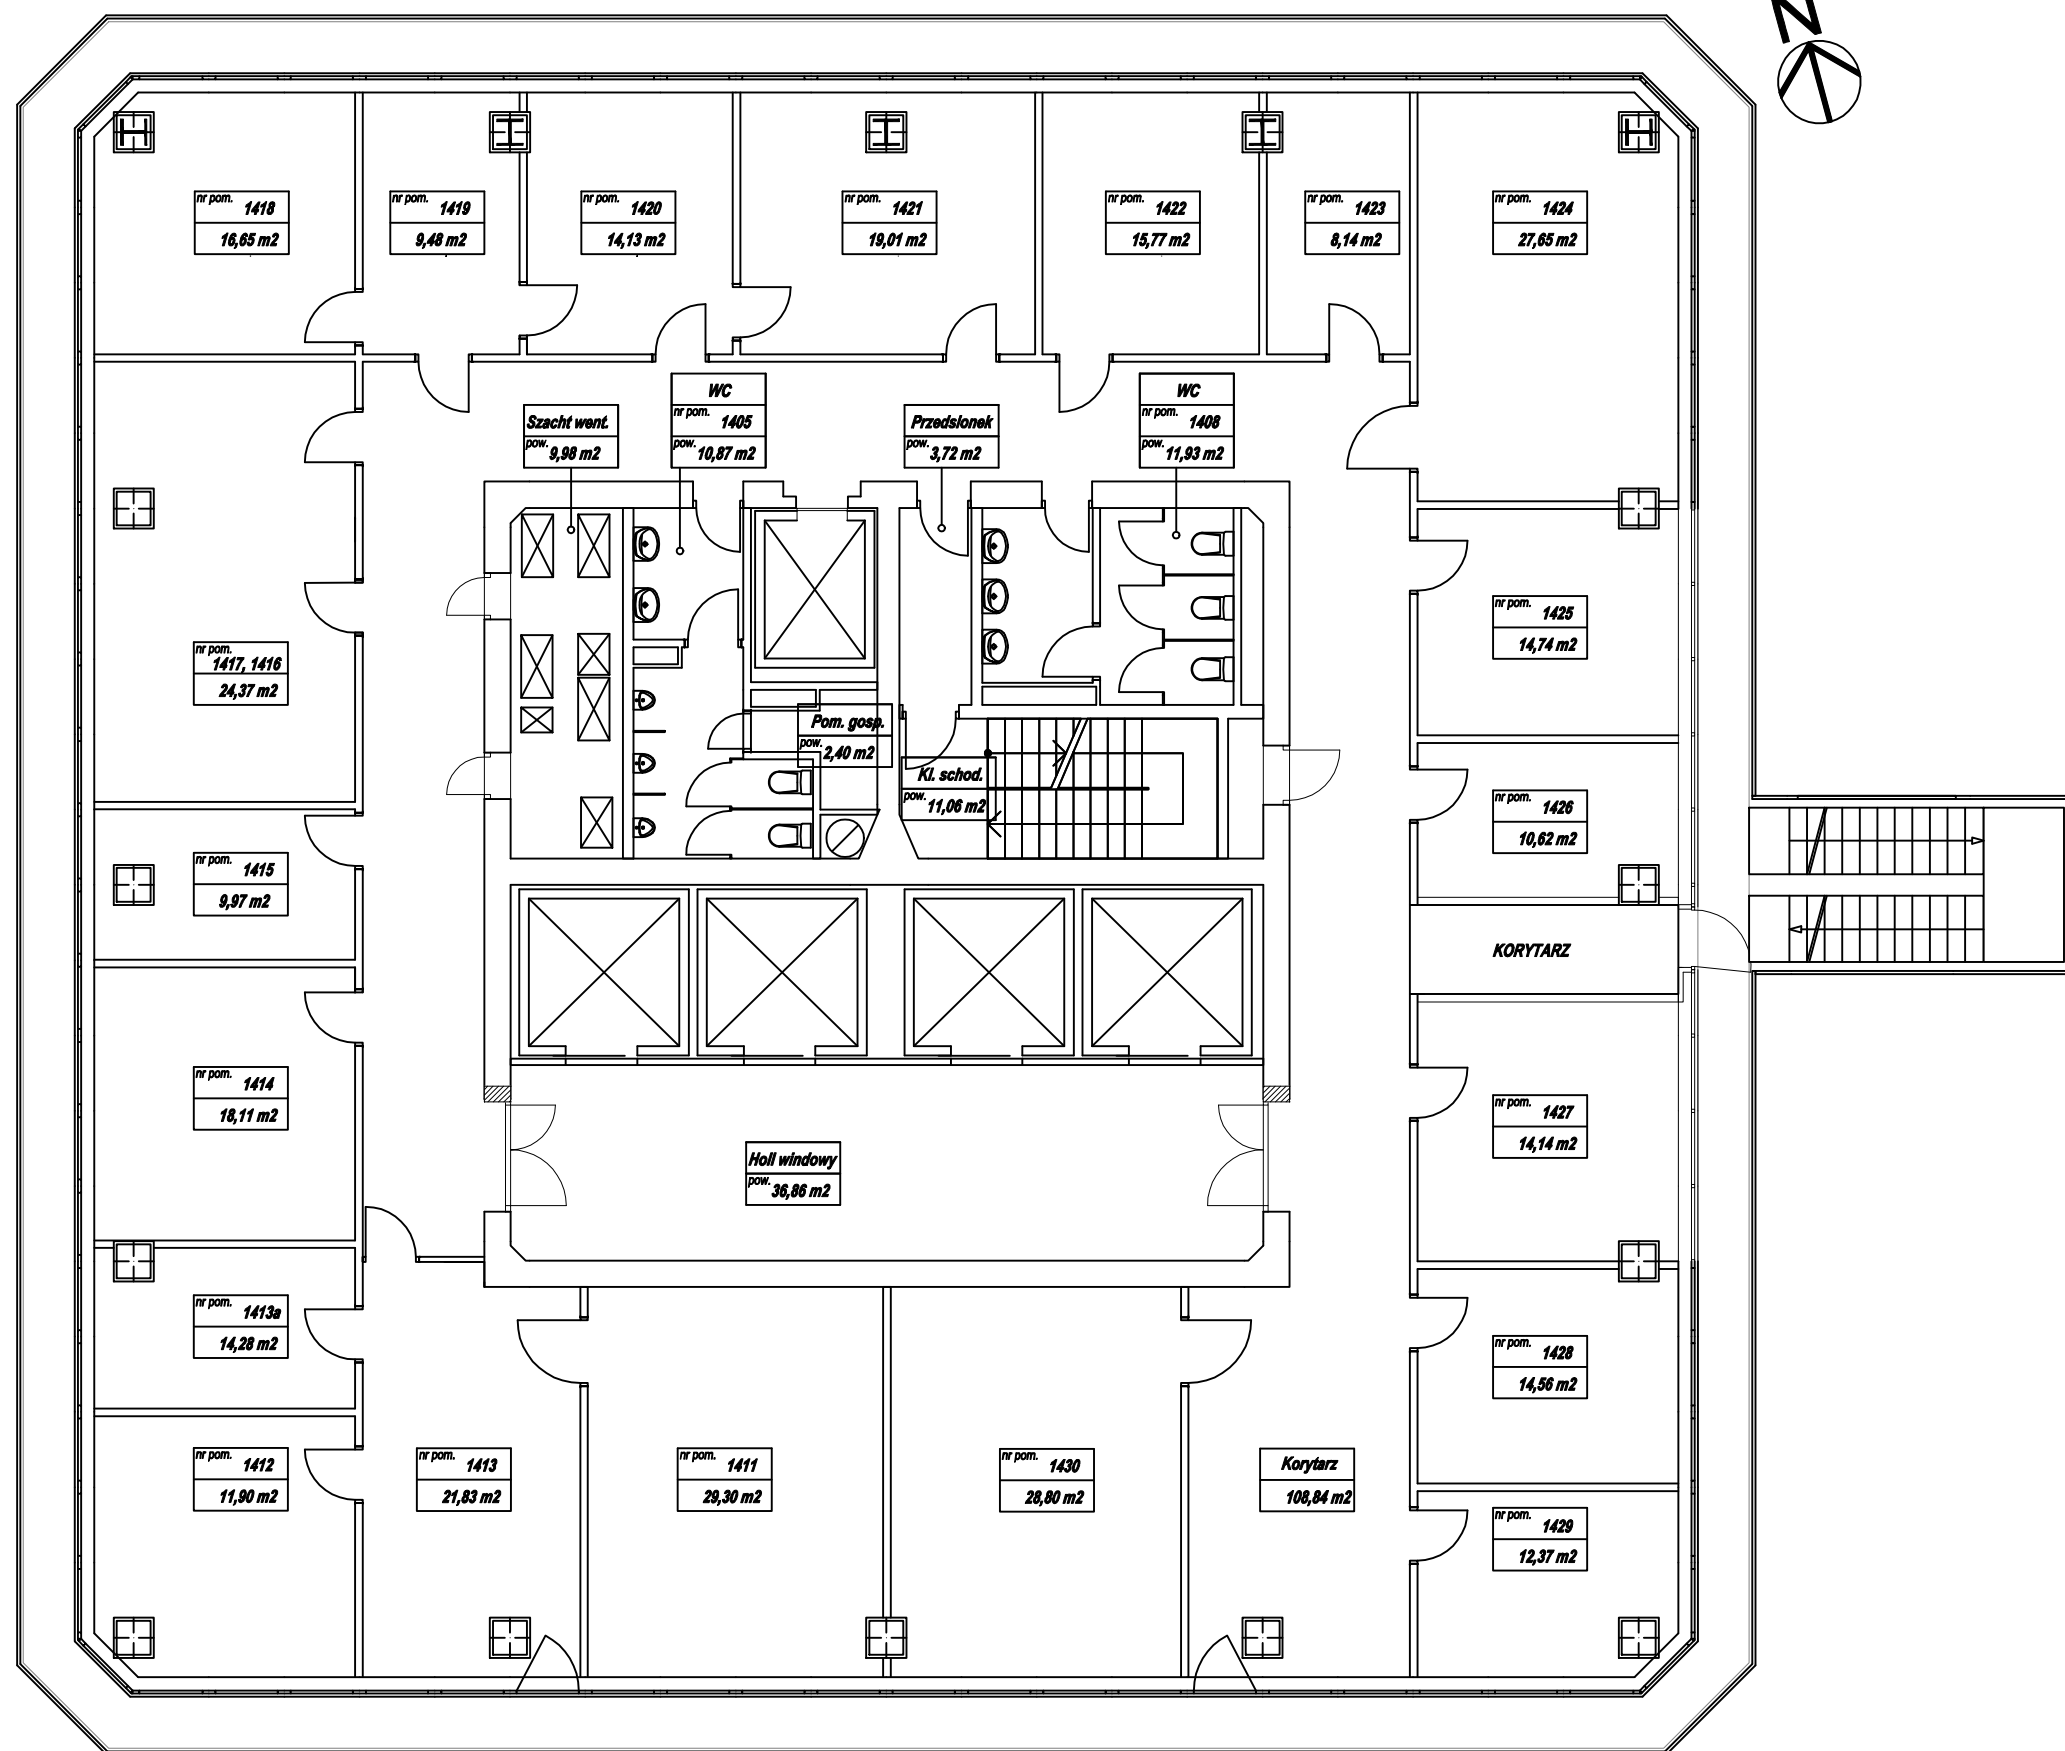 N
nr pom. 1418
16,65 m2
nr pom. 1419
9,48 m2
nr pom. 1420
14,13 m2
nr pom. 1421
19,01 m2
nr pom. 1422
15,77 m2
nr pom. 1423
8,14 m2
nr pom. 1424
27,65 m2
Szacht went.
pow. 9,98 m2
WC
nr pom. 1405
pow. 10,87 m2
Przedsionek
pow. 3,72 m2
WC
nr pom. 1408
pow. 11,93 m2
nr pom. 1425
14,74 m2
nr pom.
1417, 1416
24,37 m2
Pom. gosp.
pow. 2,40 m2
Kl. schod.
pow. 11,06 m2
nr pom. 1426
10,62 m2
nr pom. 1415
9,97 m2
KORYTARZ
nr pom. 1414
18,11 m2
nr pom. 1427
14,14 m2
Holl windowy
pow. 36,86 m2
nr pom. 1413a
14,28 m2
nr pom. 1428
14,56 m2
nr pom. 1412
11,90 m2
nr pom. 1413
21,83 m2
nr pom. 1411
29,30 m2
nr pom. 1430
28,80 m2
Korytarz
108,84 m2
nr pom. 1429
12,37 m2